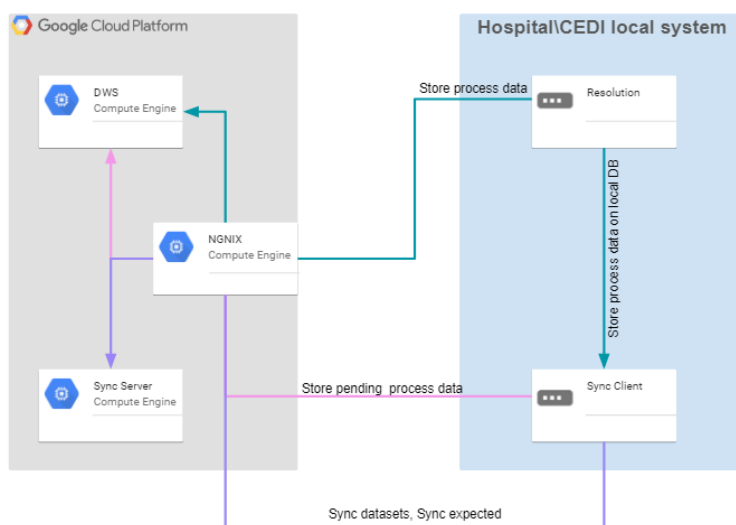 Google Cloud Platform
Hospital\CEDI local system
DWS
Compute Engine
Store process data
Resolution
Store process data on local DB
NGNIX
Compute Engine
Sync Server
Compute Engine
Store pending process data
Sync Client
Sync datasets, Sync expected